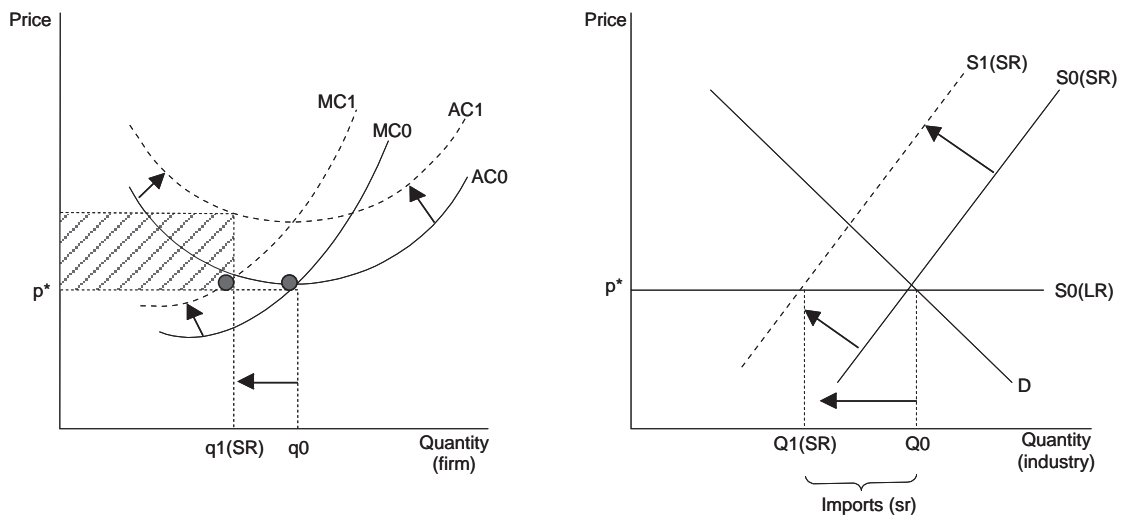 Price
MC1
AC1
MC0
AC0
p*
q1(SR)
q0
Quantity
(firm)
Price
S1(SR)
S0(SR)
p*
S0(LR)
D
Q1(SR)
Q0
Quantity
(industry)
Imports (sr)